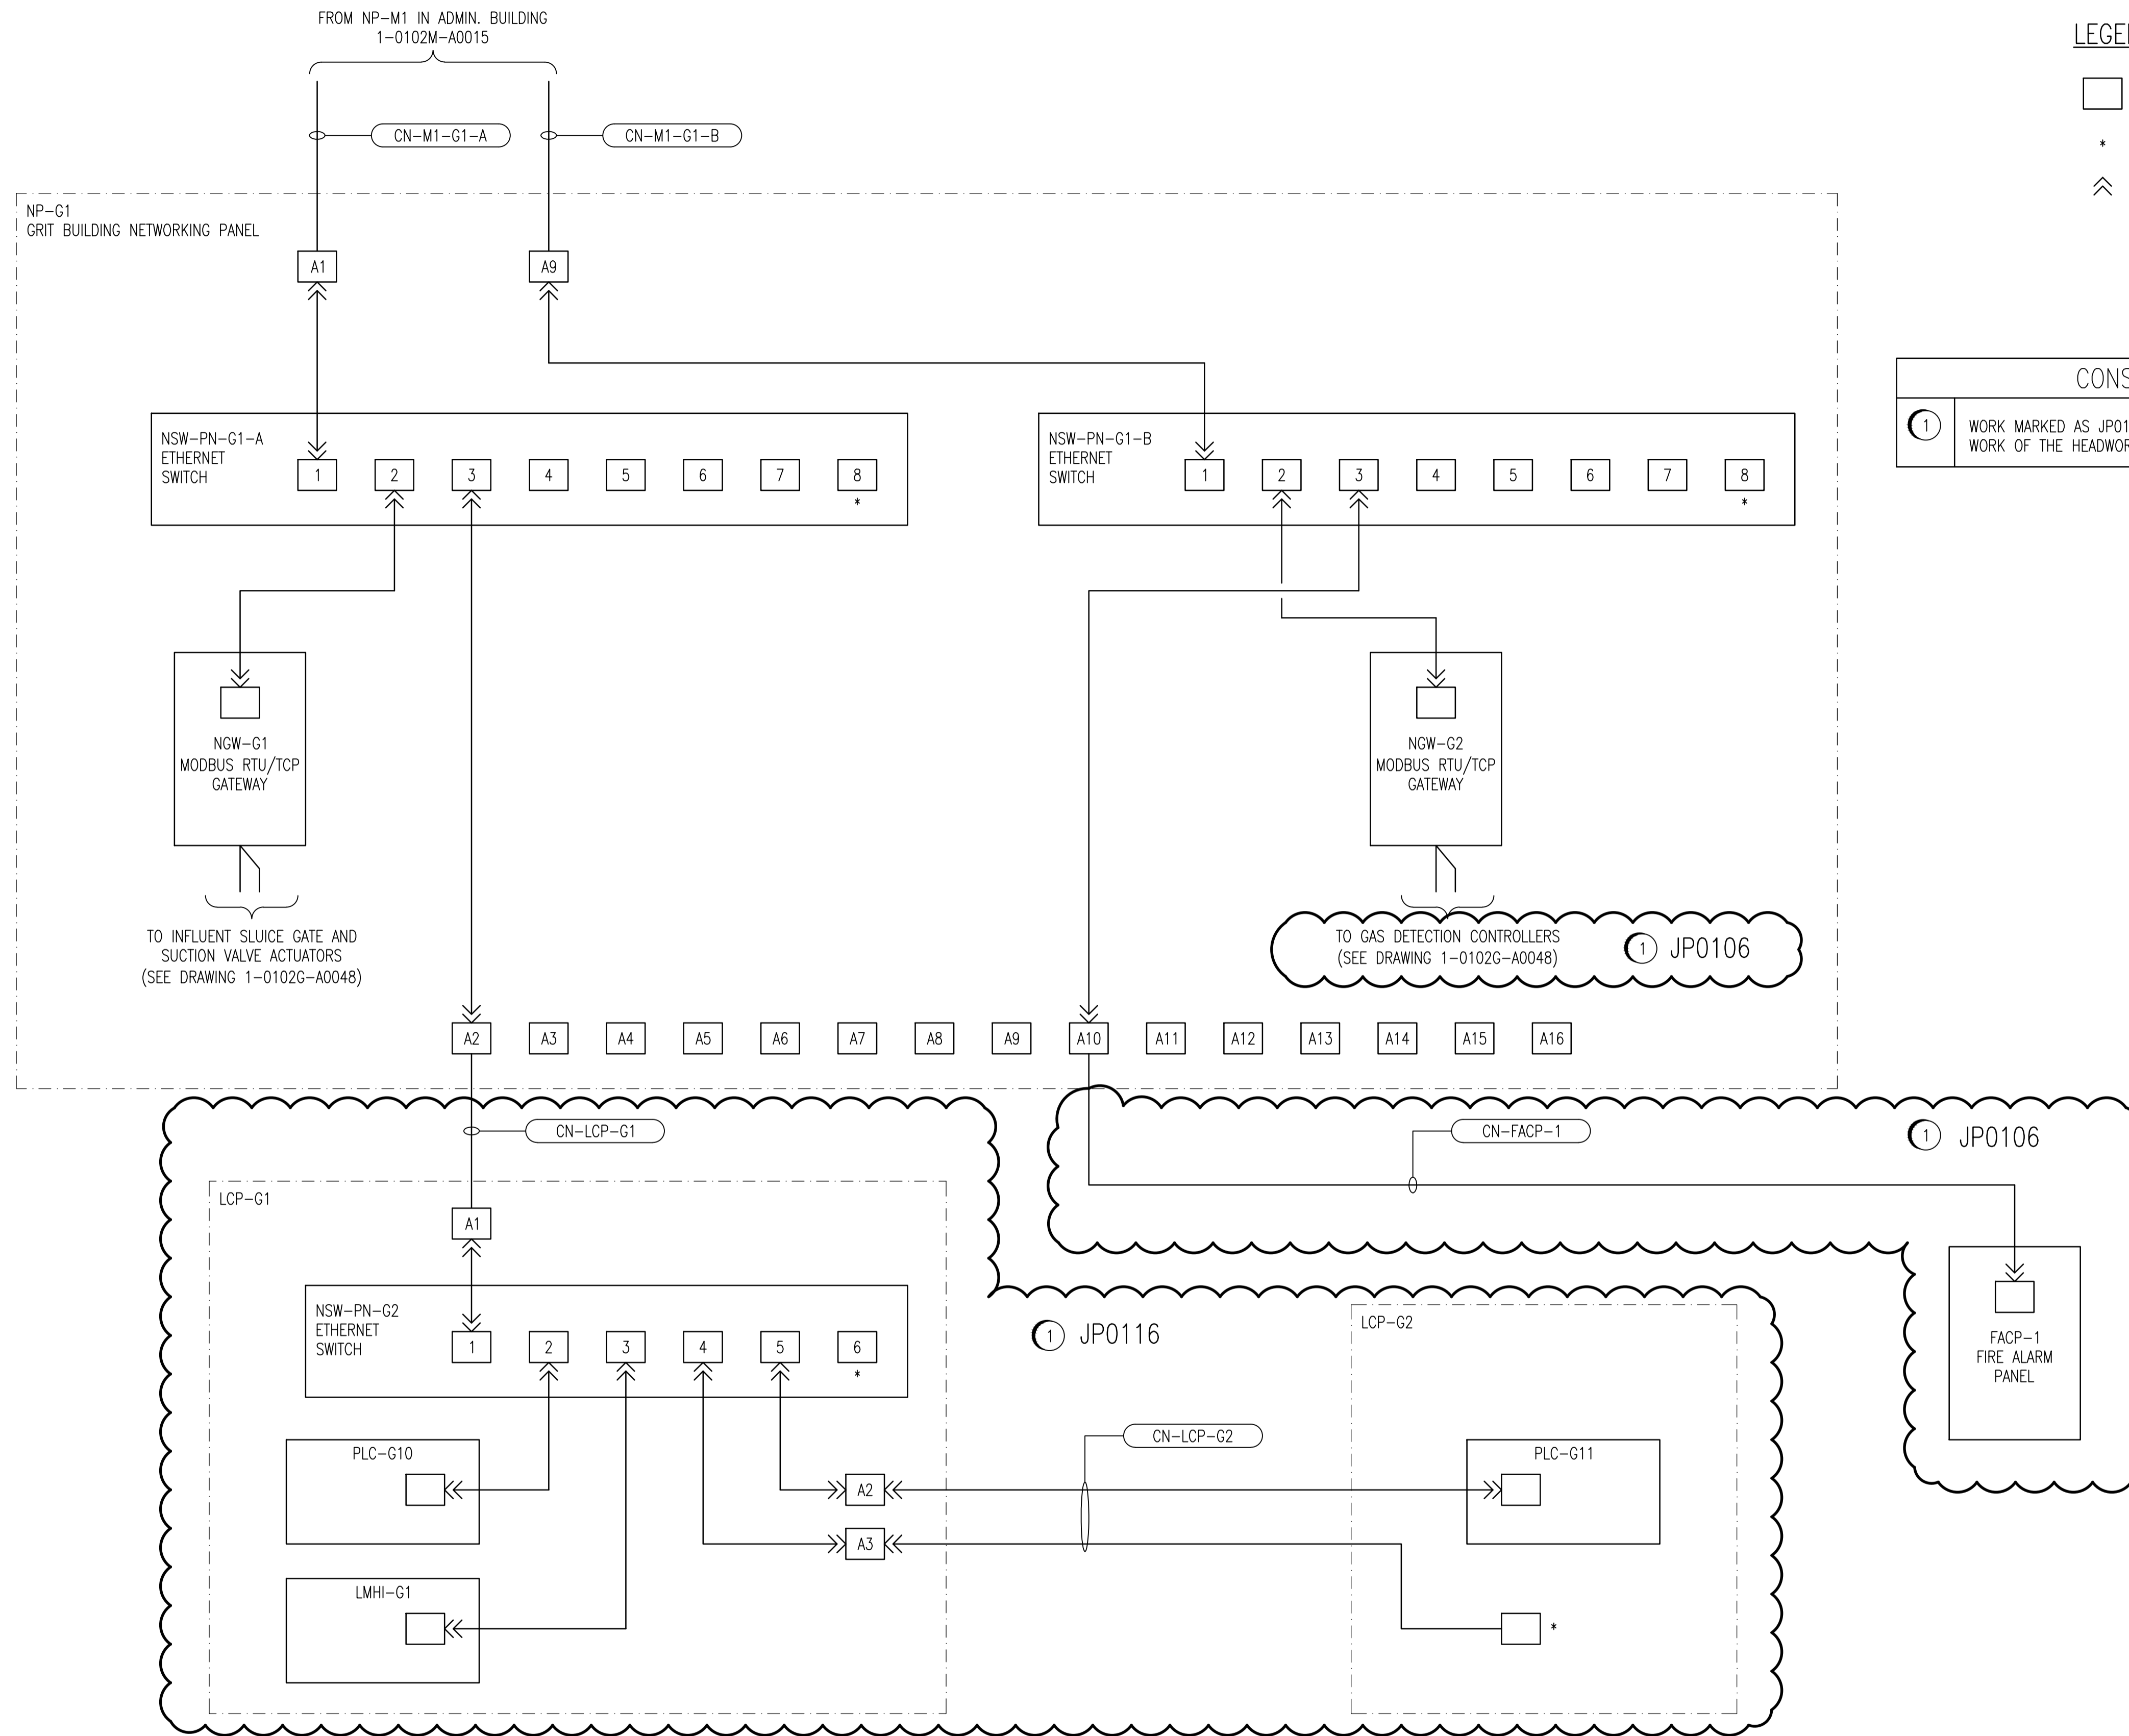 FROM NP-M1 IN ADMIN. BUILDING
1-0102M-A0015
CN-M1-G1-A
CN-M1-G1-B
*
NP-G1
GRIT BUILDING NETWORKING PANEL
A1
A9
1
WORK MARKED AS
WORK OF THE
NSW-PN-G1-A
ETHERNET
SWITCH
1
2
3
4
5
6
7
8
*
NSW-PN-G1-B
ETHERNET
SWITCH
1
2
3
4
5
6
7
8
*
NGW-G1
MODBUS RTU/TCP
GATEWAY
NGW-G2
MODBUS RTU/TCP
GATEWAY
TO INFLUENT SLUICE GATE AND
SUCTION VALVE ACTUATORS
(SEE DRAWING 1-0102G-A0048)
TO GAS DETECTION CONTROLLERS
(SEE DRAWING 1-0102G-A0048)
1 JP0106
A2
A3
A4
A5
A6
A7
A8
A9
A10
A11
A12
A13
A14
A15
A16
CN-LCP-G1
CN-FACP-1
1 JP0106
LCP-G1
A1
NSW-PN-G2
ETHERNET
SWITCH
1
2
3
4
5
6
*
1 JP0116
LCP-G2
FACP-1
FIRE ALARM
PANEL
CN-LCP-G2
PLC-G10
A2
PLC-G11
A3
LMHI-G1
*